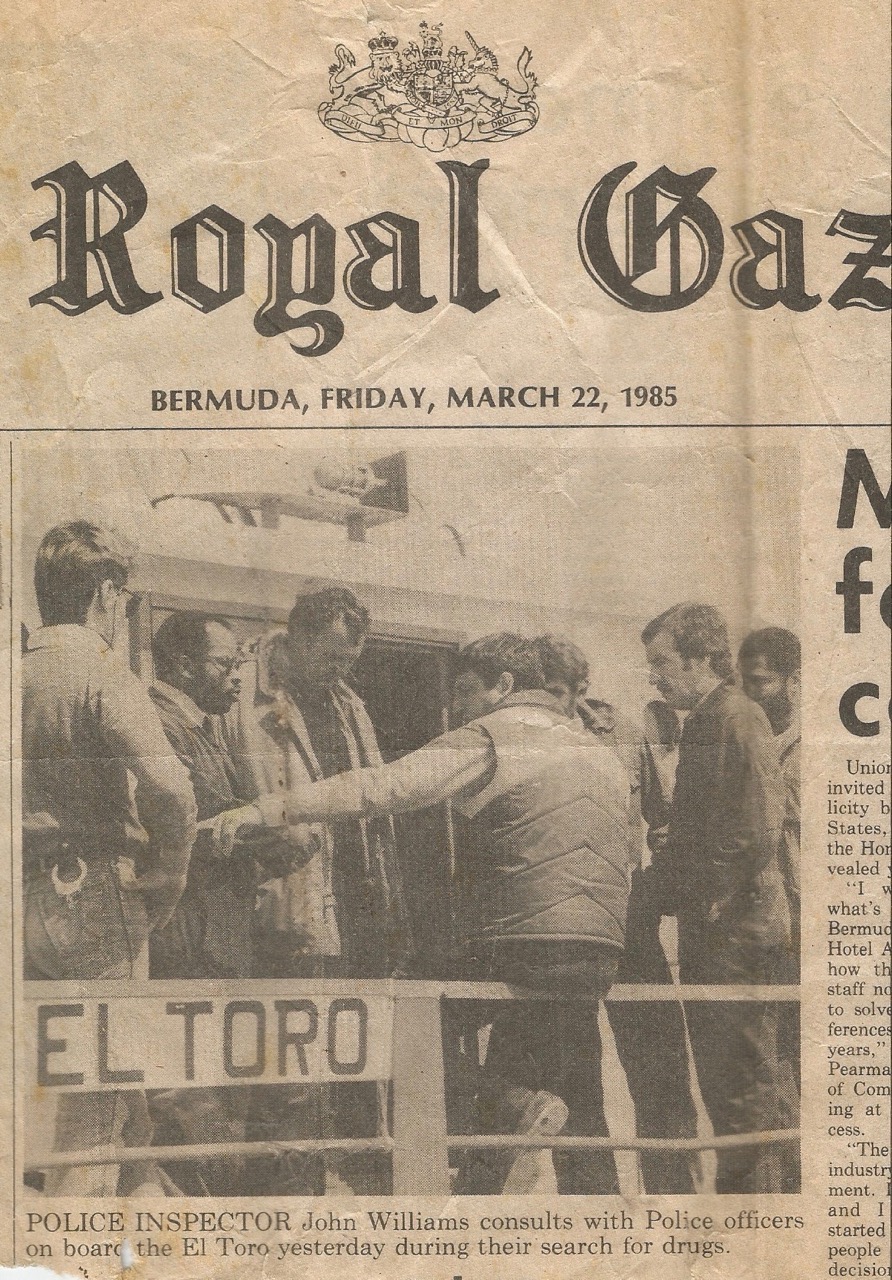 DIEU ET MON DROIT
Royal Gaz
BERMUDA, FRIDAY, MARCH 22, 1985
EL TORO
POLICE INSPECTOR John Williams consults with Police officers
on board the El Toro yesterday during their search for drugs.
M
f
c
Union
invited
licity b
States,
the Hon
vealed y
"I w
what's
Bermud
Hotel A
how th
staff no
to solve
ferences
years,"
Pearma
of Com
ing at
cess.
"The
industry
ment. I
and I
started
people
decision